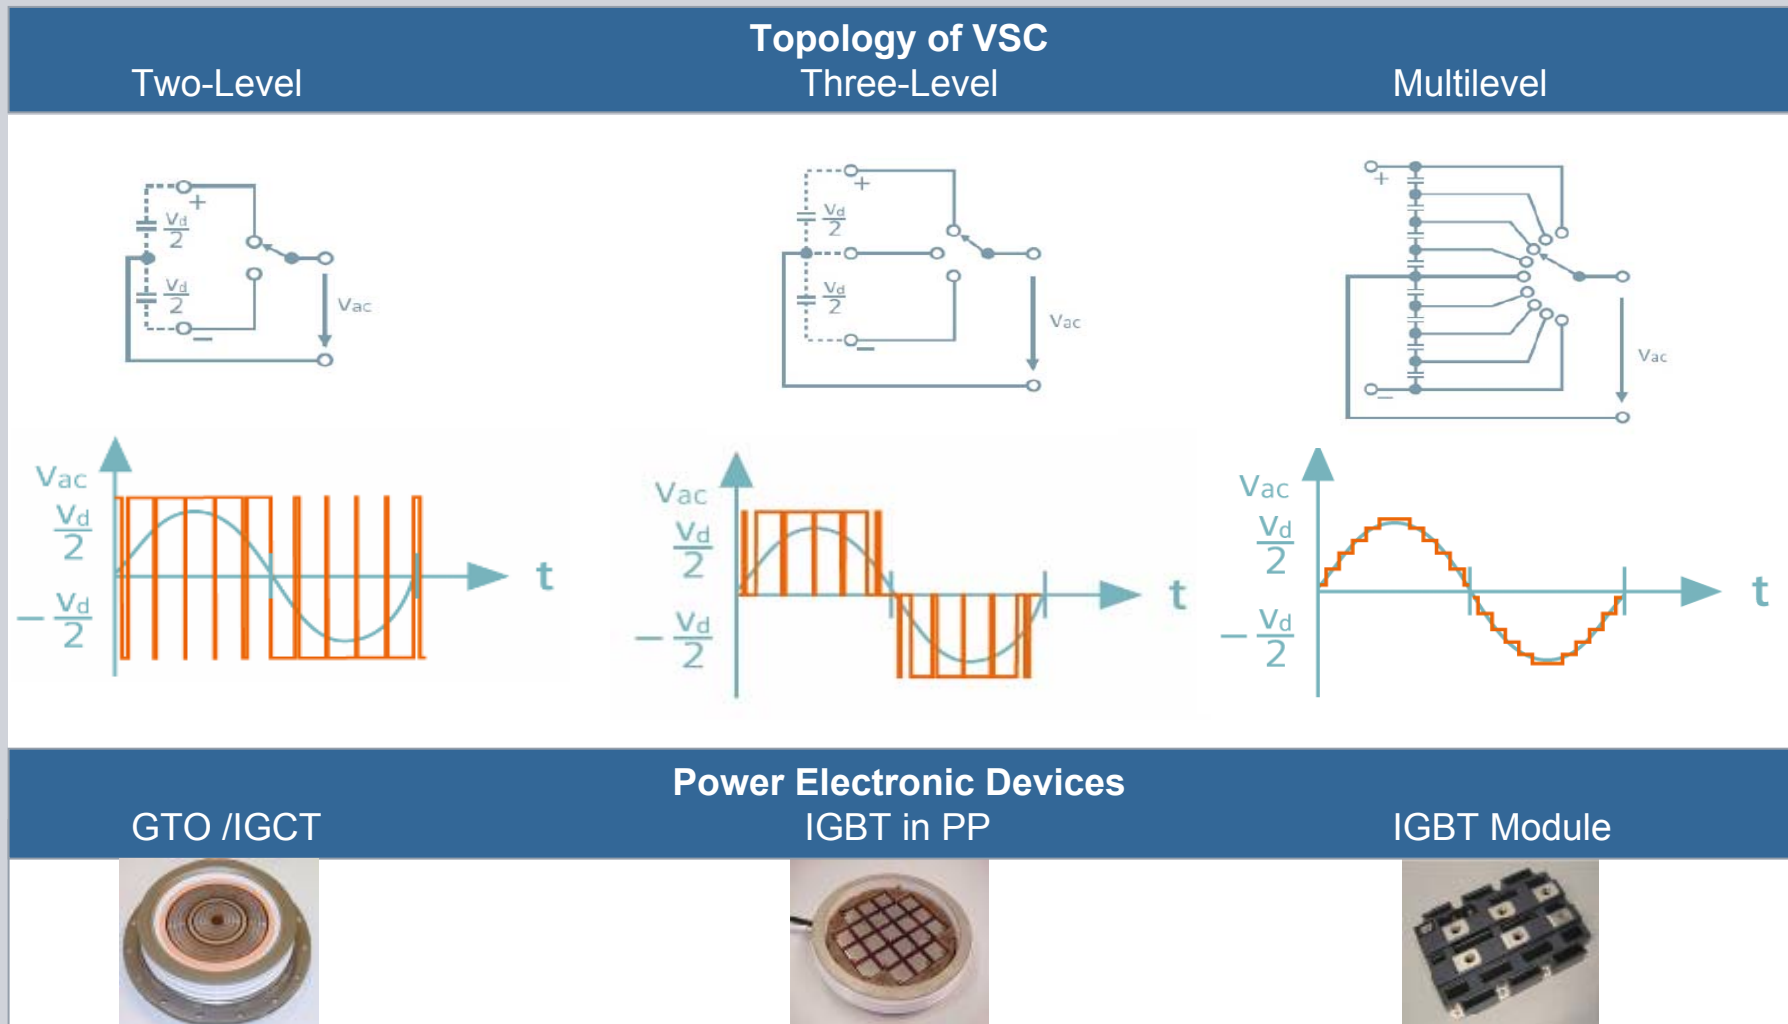 Topology of VSC
Two-Level Three-Level Multilevel
+ + +
Vd/2 Vd/2
Vd/2 Vd/2
Vac Vac Vac
− − −
Vac Vac Vac
Vd/2 Vd/2 Vd/2
t t t
−Vd/2 −Vd/2 −Vd/2
Power Electronic Devices
GTO /IGCT IGBT in PP IGBT Module